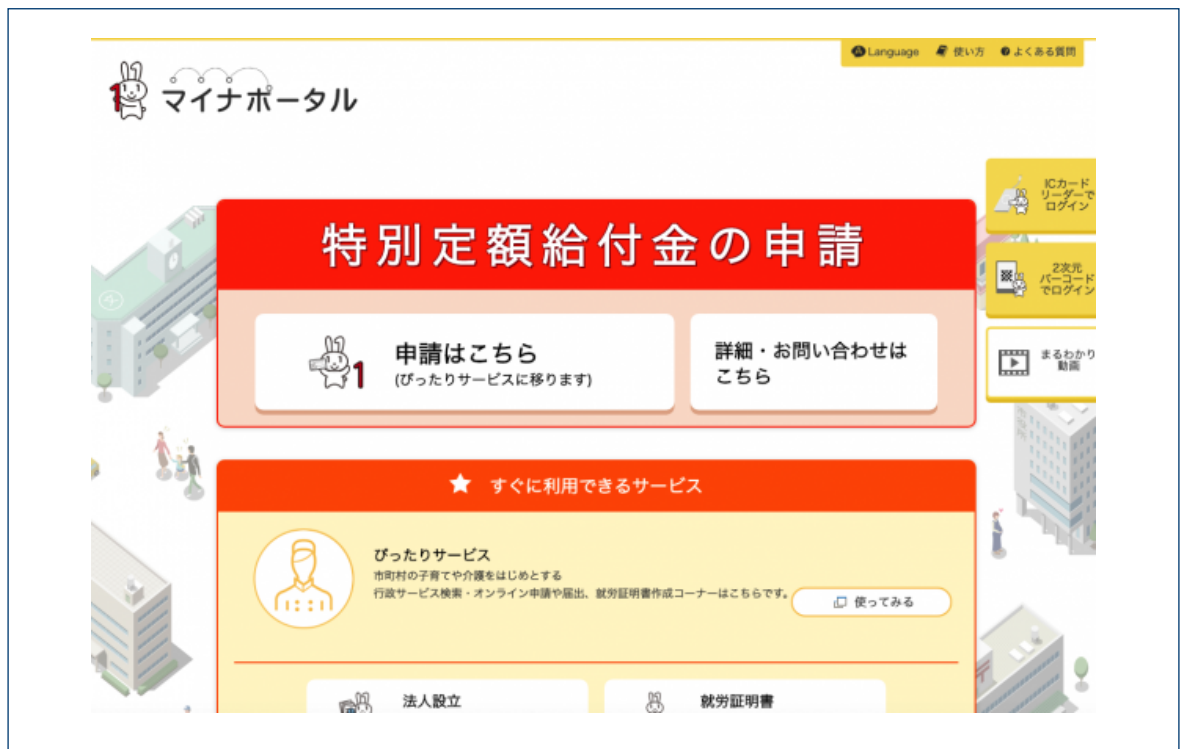 Language 使い方 よくある質問
マイナポータル
ICカード
リーダーで
ログイン
特別定額給付金の申請
2次元
バーコード
でログイン
申請はこちら
(ぴったりサービスに移ります)
詳細・お問い合わせは
こちら
まるわかり
動画
★ すぐに利用できるサービス
ぴったりサービス
市町村の子育てや介護をはじめとする
行政サービス検索・オンライン申請や届出、就労証明書作成コーナーはこちらです。
使ってみる
法人設立
就労証明書